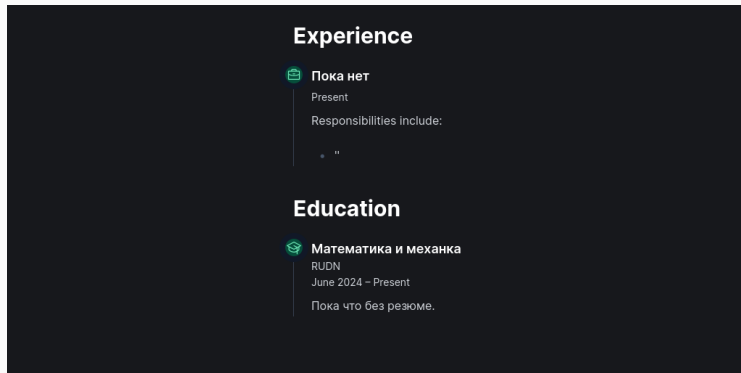 Experience
Пока нет
Present
Responsibilities include:
"
Education
Математика и механка
RUDN
June 2024 – Present
Пока что без резюме.